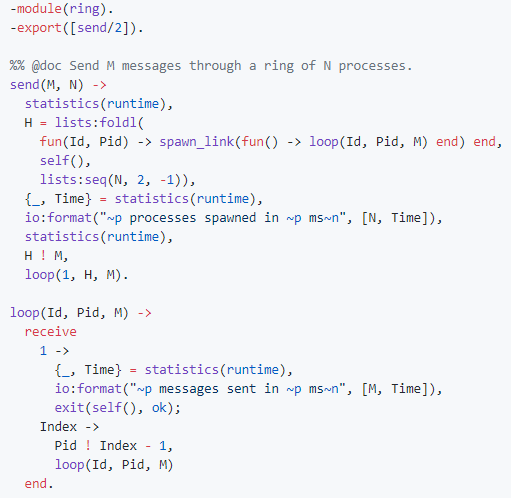 -module(ring).
-export([send/2]).

%% @doc Send M messages through a ring of N processes.
send(M, N) ->
  statistics(runtime),
  H = lists:foldl(
    fun(Id, Pid) -> spawn_link(fun() -> loop(Id, Pid, M) end) end,
    self(),
    lists:seq(N, 2, -1)),
  {_, Time} = statistics(runtime),
  io:format("~p processes spawned in ~p ms~n", [N, Time]),
  statistics(runtime),
  H ! M,
  loop(1, H, M).

loop(Id, Pid, M) ->
  receive
    1 ->
      {_, Time} = statistics(runtime),
      io:format("~p messages sent in ~p ms~n", [M, Time]),
      exit(self(), ok);
    Index ->
      Pid ! Index - 1,
      loop(Id, Pid, M)
  end.